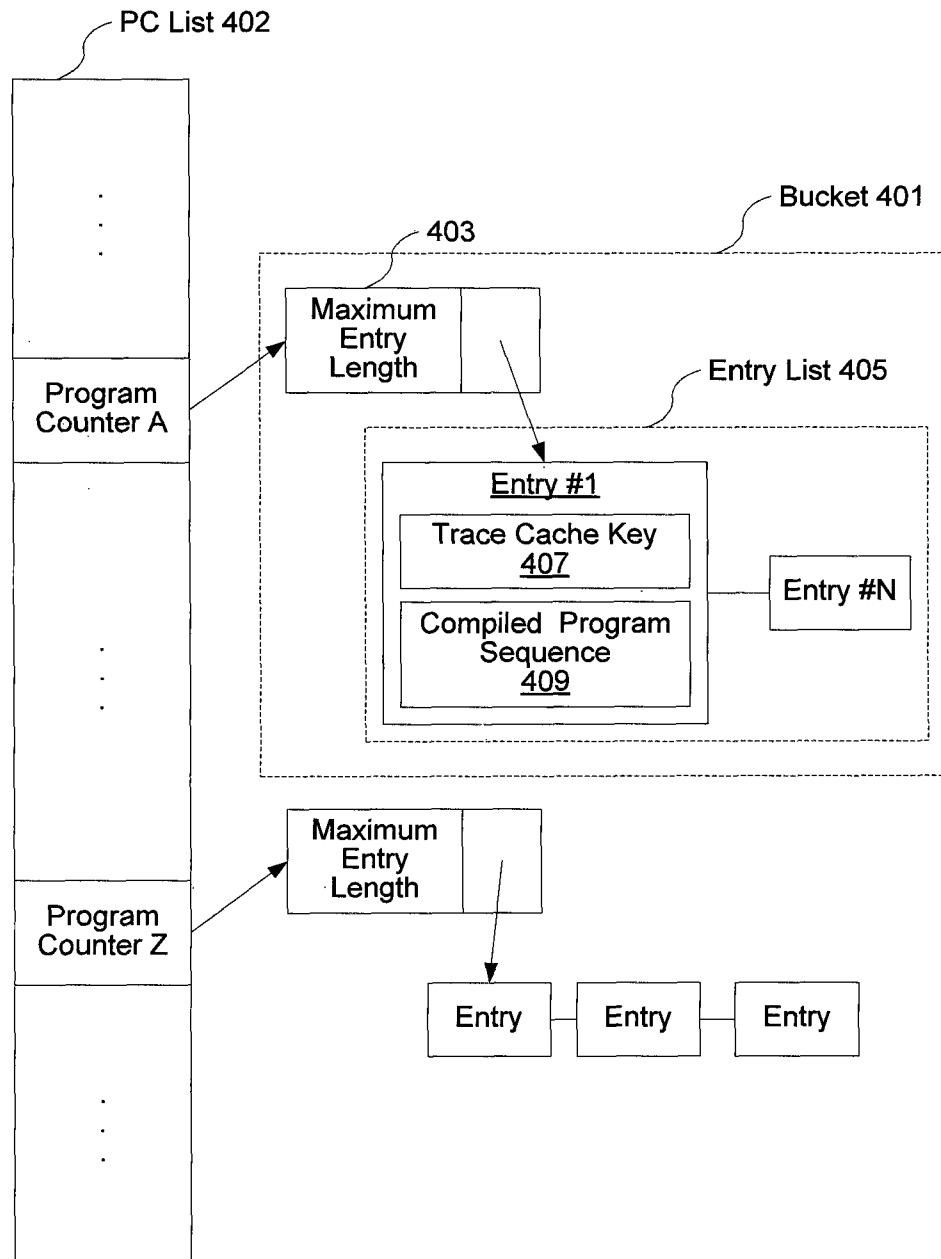 PC List 402
Bucket 401
403
Maximum
Entry
Length
Program
Counter A
Entry List 405
Entry #1
Trace Cache Key
407
Compiled Program
Sequence
409
Entry #N
Maximum
Entry
Length
Program
Counter Z
Entry
Entry
Entry